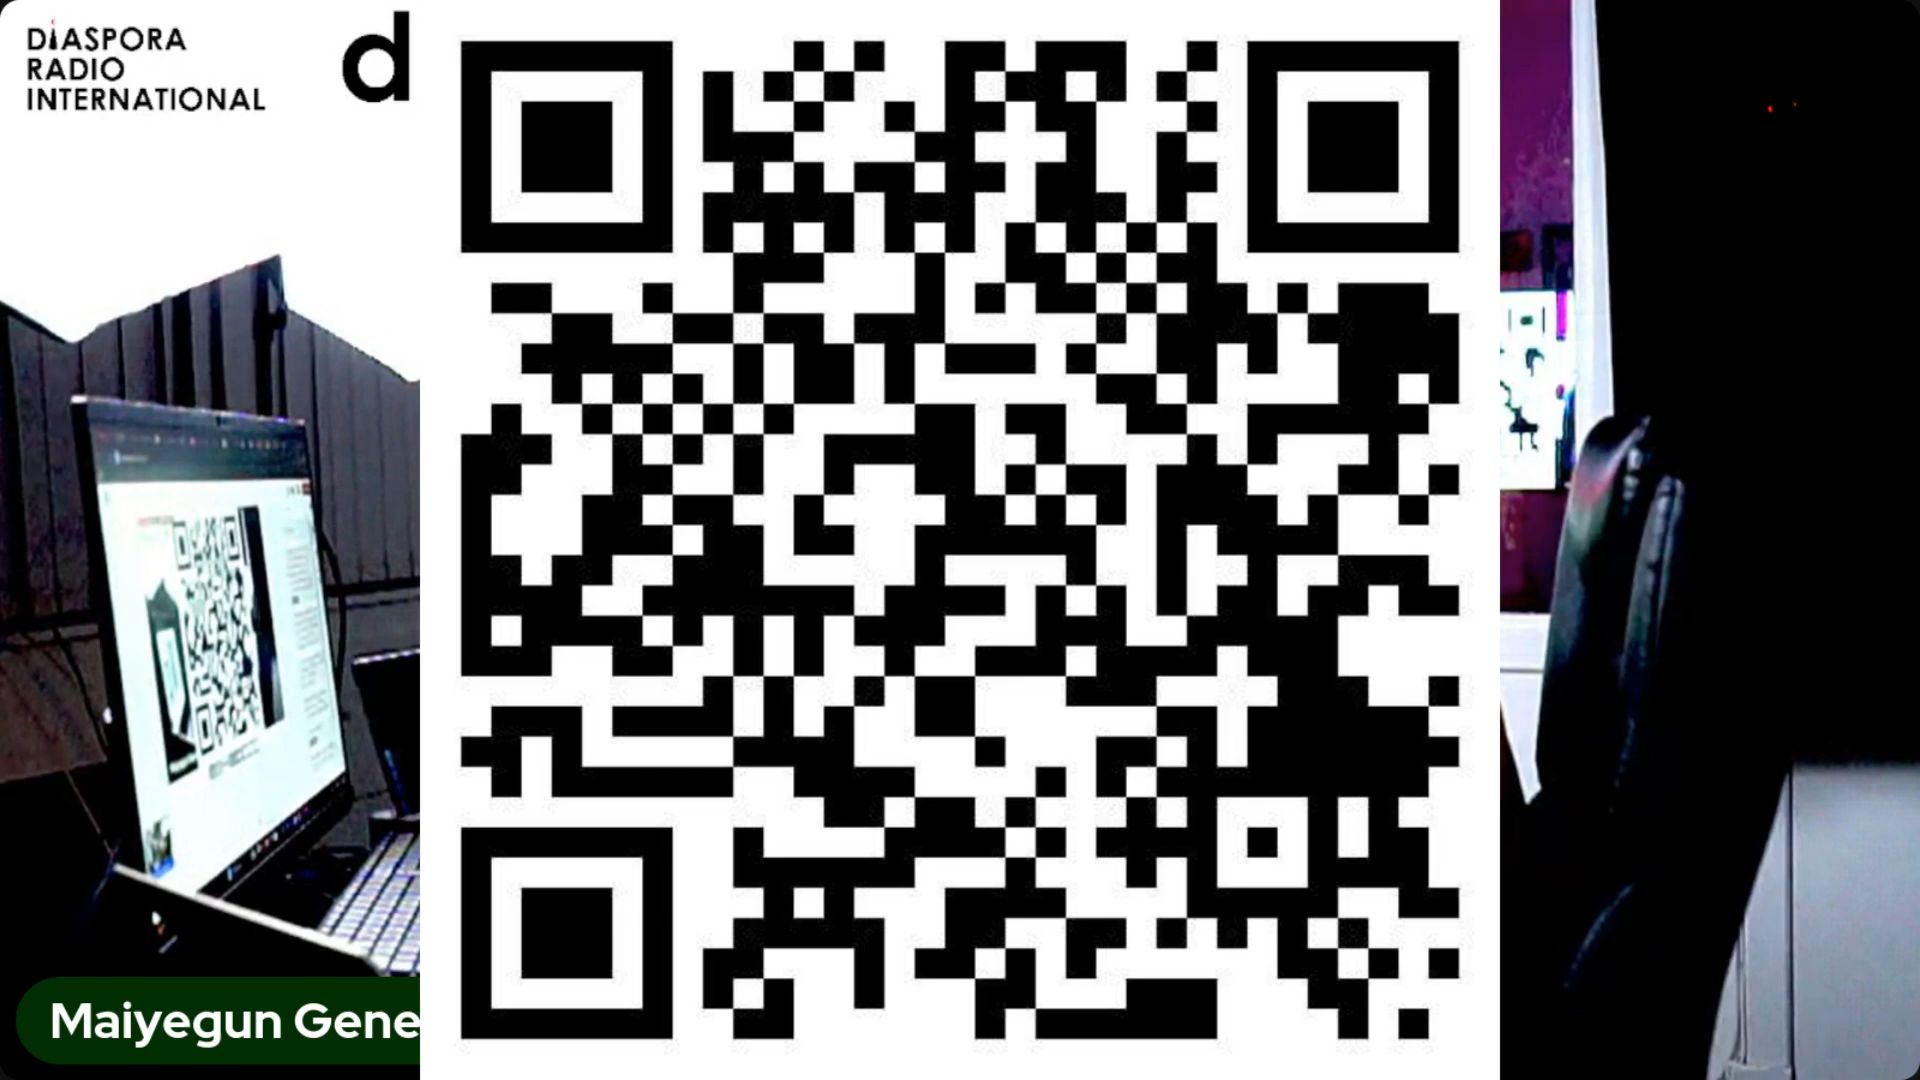 DiASPORA
RADIO
INTERNATIONAL
d
Maiyegun Gene